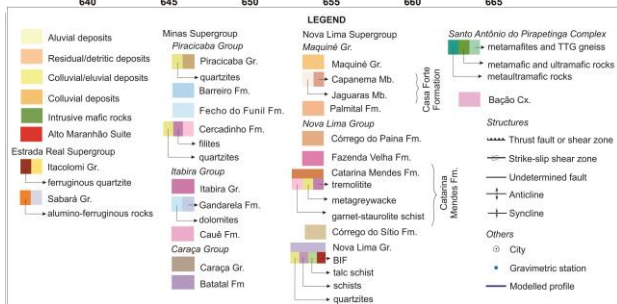 640 645 650 655 660 665
LEGEND
Aluvial deposits
Residual/detritic deposits
Colluvial/eluvial deposits
Colluvial deposits
Intrusive mafic rocks
Alto Maranhão Suite
Estrada Real Supergroup
Itacolomi Gr.
ferruginous quartzite
Sabará Gr.
alumino-ferruginous rocks
Minas Supergroup
Piracicaba Group
Piracicaba Gr.
quartzites
Barreiro Fm.
Fecho do Funil Fm.
Cercadinho Fm.
filites
quartzites
Itabira Group
Itabira Gr.
Gandarela Fm.
dolomites
Cauê Fm.
Caraça Group
Caraça Gr.
Batatal Fm
Nova Lima Supergroup
Maquiné Gr.
Maquiné Gr.
Capanema Mb.
Jaguaras Mb.
Casa Forte
Formation
Palmital Fm.
Nova Lima Group
Córrego do Paina Fm.
Fazenda Velha Fm.
Catarina Mendes Fm.
tremolitite
metagreywacke
garnet-staurolite schist
Catarina
Mendes Fm.
Córrego do Sítio Fm.
Nova Lima Gr.
BIF
talc schist
schists
quartzites
Santo Antônio do Pirapetinga Complex
metamafites and TTG gneiss
metamafic and ultramafic rocks
metaultramafic rocks
Bação Cx.
Structures
Thrust fault or shear zone
Strike-slip shear zone
Undetermined fault
Anticline
Syncline
Others
City
Gravimetric station
Modelled profile